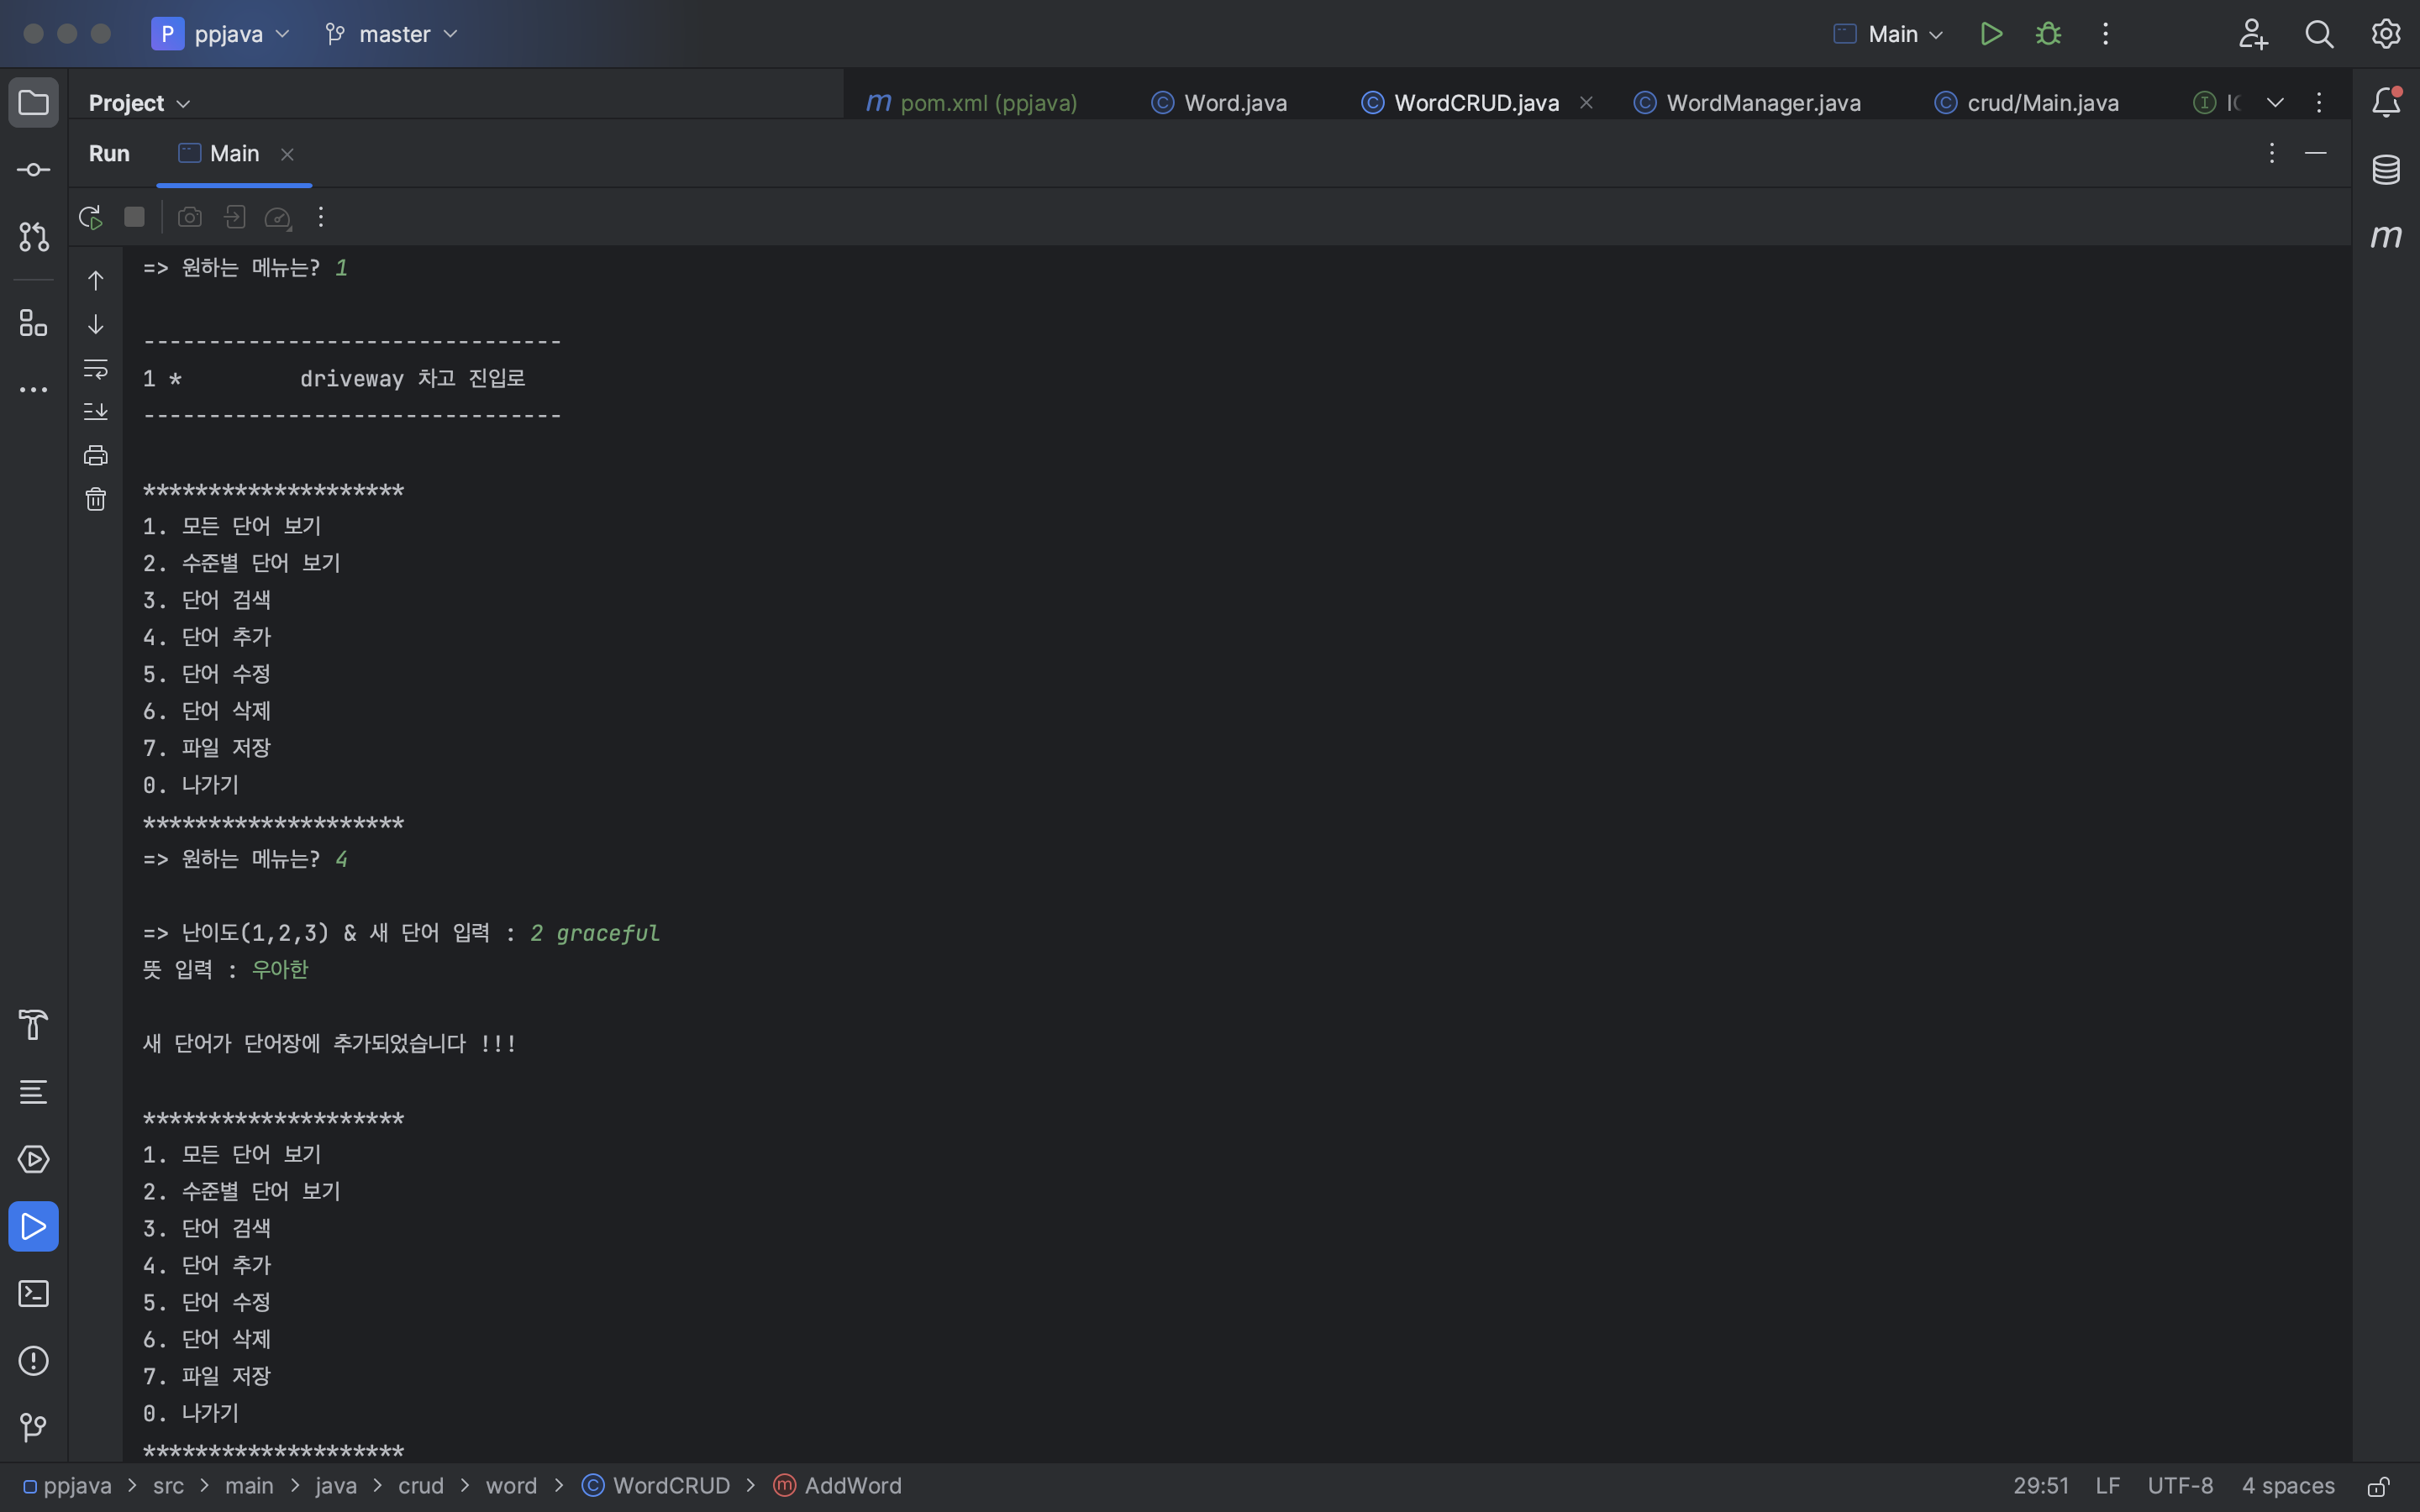 P ppjava master Main
Project
pom.xml (ppjava) Word.java WordCRUD.java WordManager.java crud/Main.java
Run Main
=> 원하는 메뉴는? 1
--------------------------------
1 *         driveway 차고 진입로
--------------------------------
********************
1. 모든 단어 보기
2. 수준별 단어 보기
3. 단어 검색
4. 단어 추가
5. 단어 수정
6. 단어 삭제
7. 파일 저장
0. 나가기
********************
=> 원하는 메뉴는? 4
=> 난이도(1,2,3) & 새 단어 입력 : 2 graceful
뜻 입력 : 우아한
새 단어가 단어장에 추가되었습니다 !!!
********************
1. 모든 단어 보기
2. 수준별 단어 보기
3. 단어 검색
4. 단어 추가
5. 단어 수정
6. 단어 삭제
7. 파일 저장
0. 나가기
********************
ppjava > src > main > java > crud > word > WordCRUD > AddWord 29:51 LF UTF-8 4 spaces